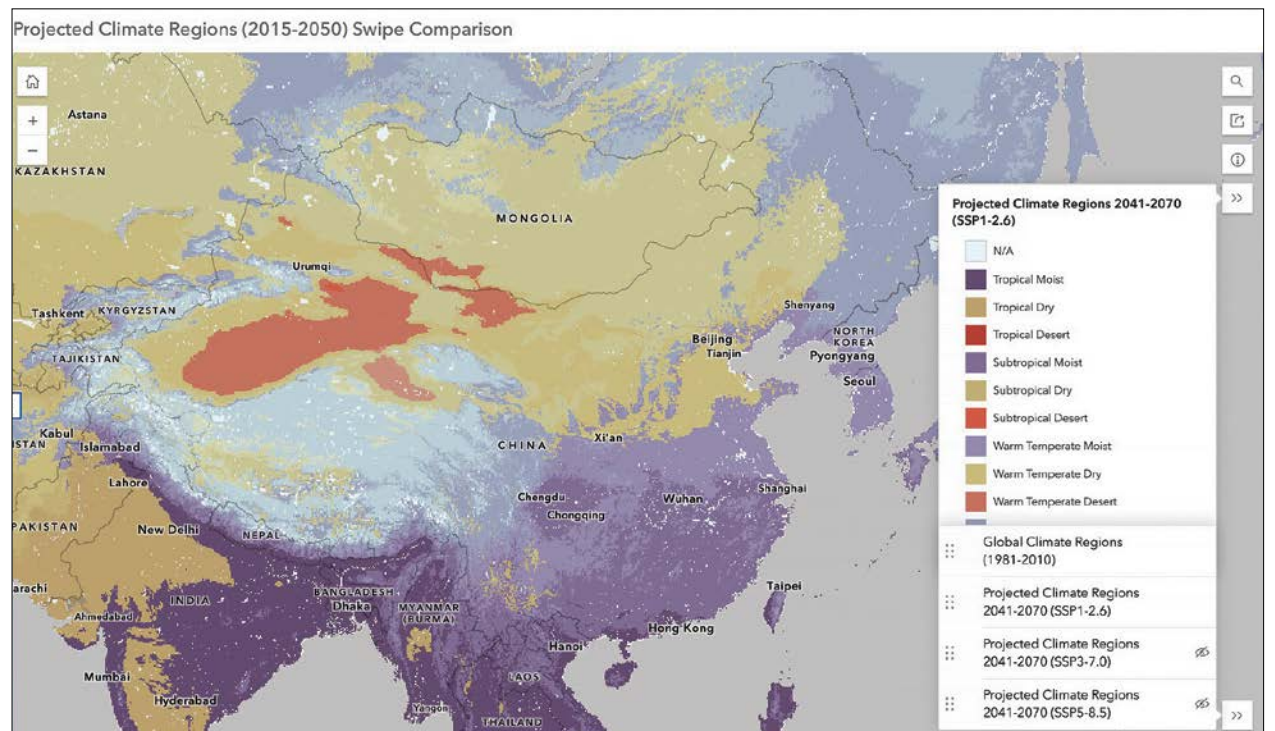 Projected Climate Regions (2015-2050) Swipe Comparison
Astana
+
−
KAZAKHSTAN
MONGOLIA
Urumqi
Tashkent
KYRGYZSTAN
TAJIKISTAN
Shenyang
Beijing
Tianjin
NORTH
KOREA
Pyongyang
Seoul
Kabul
ISTAN
Islamabad
CHINA
Xi'an
Lahore
Chengdu
Wuhan
Shanghai
Chongqing
PAKISTAN
New Delhi
NEPAL
arachi
Ahmedabad
INDIA
BANGLADESH
Dhaka
MYANMAR
(BURMA)
Taipei
Hong Kong
Hanoi
Mumbai
LAOS
Hyderabad
Yangon
THAILAND
Projected Climate Regions 2041-2070
(SSP1-2.6)
N/A
Tropical Moist
Tropical Dry
Tropical Desert
Subtropical Moist
Subtropical Dry
Subtropical Desert
Warm Temperate Moist
Warm Temperate Dry
Warm Temperate Desert
Global Climate Regions
(1981-2010)
Projected Climate Regions
2041-2070 (SSP1-2.6)
Projected Climate Regions
2041-2070 (SSP3-7.0)
Projected Climate Regions
2041-2070 (SSP5-8.5)